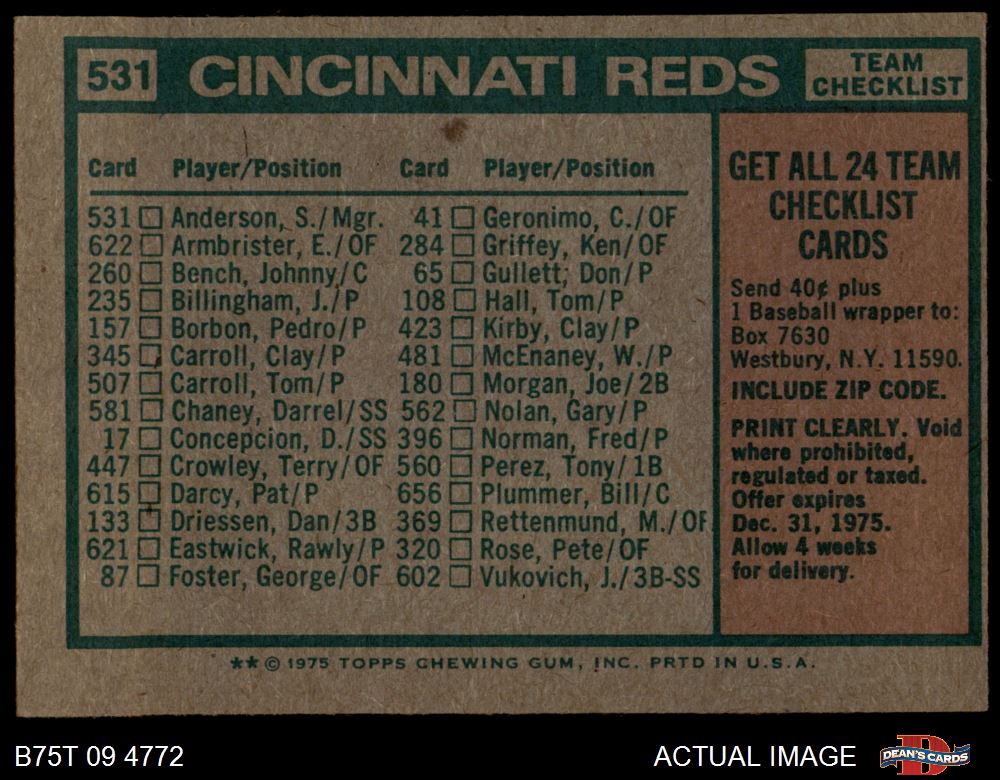 531 CINCINNATI REDS TEAM CHECKLIST
Card Player/Position Card Player/Position
531 □ Anderson, S./Mgr. 41 □ Geronimo, C./OF
622 □ Armbrister, E./OF 284 □ Griffey, Ken/OF
260 □ Bench, Johnny/C 65 □ Gullett, Don/P
235 □ Billingham, J./P 108 □ Hall, Tom/P
157 □ Borbon, Pedro/P 423 □ Kirby, Clay/P
345 □ Carroll, Clay/P 481 □ McEnaney, W./P
507 □ Carroll, Tom/P 180 □ Morgan, Joe/2B
581 □ Chaney, Darrel/SS 562 □ Nolan, Gary/P
17 □ Concepcion, D./SS 396 □ Norman, Fred/P
447 □ Crowley, Terry/OF 560 □ Perez, Tony/1B
615 □ Darcy, Pat/P 656 □ Plummer, Bill/C
133 □ Driessen, Dan/3B 369 □ Rettenmund, M./OF
621 □ Eastwick, Rawly/P 320 □ Rose, Pete/OF
87 □ Foster, George/OF 602 □ Vukovich, J./3B-SS
GET ALL 24 TEAM
CHECKLIST
CARDS
Send 40¢ plus
1 Baseball wrapper to:
Box 7630
Westbury, N.Y. 11590.
INCLUDE ZIP CODE.
PRINT CLEARLY. Void
where prohibited,
regulated or taxed.
Offer expires
Dec. 31, 1975.
Allow 4 weeks
for delivery.
** © 1975 TOPPS CHEWING GUM, INC. PRTD IN U.S.A.
B75T 09 4772 ACTUAL IMAGE DEAN'S CARDS